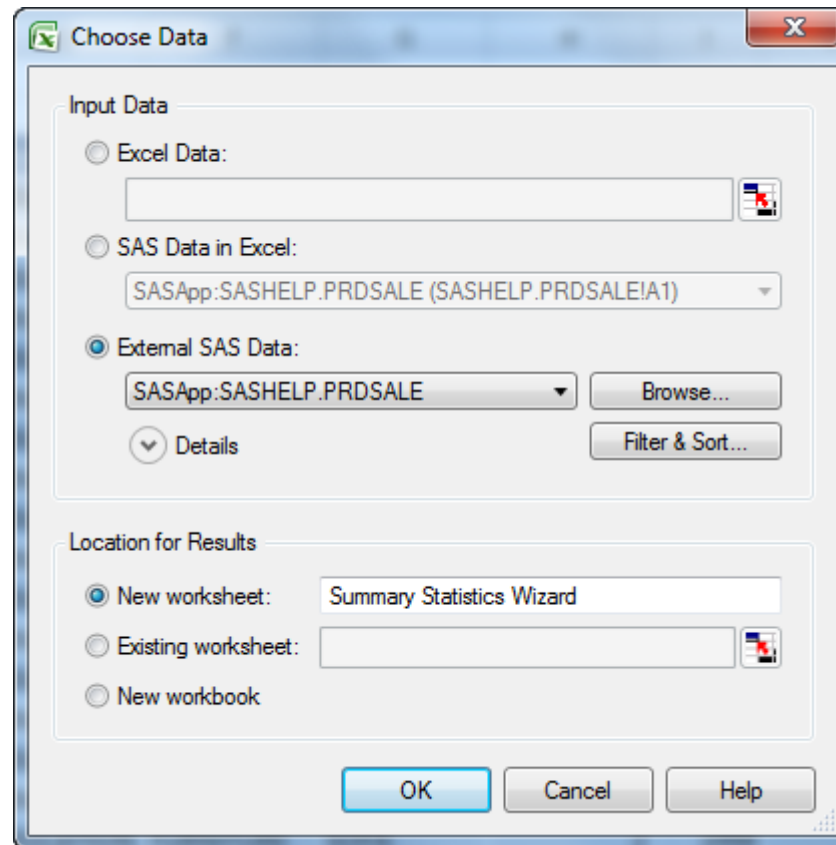 Choose Data
Input Data
Excel Data:
SAS Data in Excel:
SASApp:SASHELP.PRDSALE (SASHELP.PRDSALE!A1)
External SAS Data:
SASApp:SASHELP.PRDSALE
Browse...
Details
Filter & Sort...
Location for Results
New worksheet:
Summary Statistics Wizard
Existing worksheet:
New workbook
OK
Cancel
Help